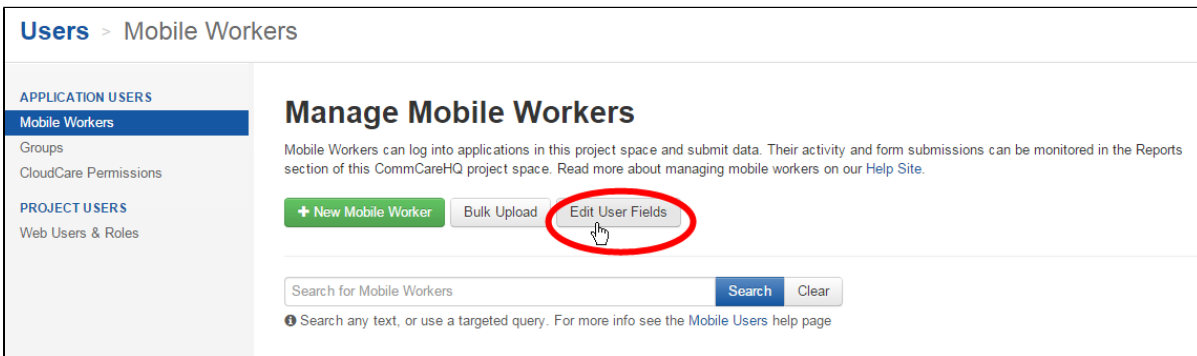 Users > Mobile Workers
APPLICATION USERS
Mobile Workers
Groups
CloudCare Permissions
PROJECT USERS
Web Users & Roles
Manage Mobile Workers
Mobile Workers can log into applications in this project space and submit data. Their activity and form submissions can be monitored in the Reports
section of this CommCareHQ project space. Read more about managing mobile workers on our Help Site.
+ New Mobile Worker Bulk Upload Edit User Fields
Search for Mobile Workers Search Clear
Search any text, or use a targeted query. For more info see the Mobile Users help page